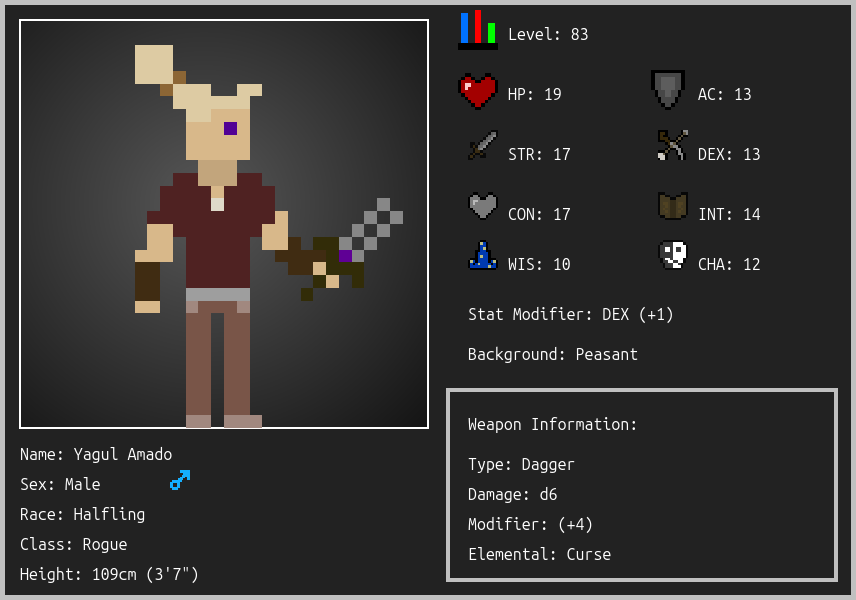 Level: 83
HP: 19
AC: 13
STR: 17
DEX: 13
CON: 17
INT: 14
WIS: 10
CHA: 12
Stat Modifier: DEX (+1)
Background: Peasant
Weapon Information:
Type: Dagger
Damage: d6
Modifier: (+4)
Elemental: Curse
Name: Yagul Amado
Sex: Male
Race: Halfling
Class: Rogue
Height: 109cm (3'7")